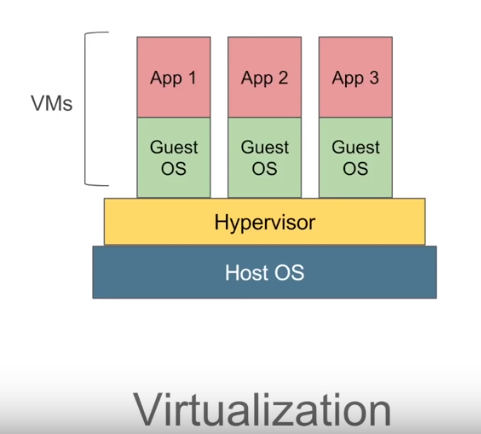 VMs
App 1
App 2
App 3
Guest
OS
Guest
OS
Guest
OS
Hypervisor
Host OS
Virtualization